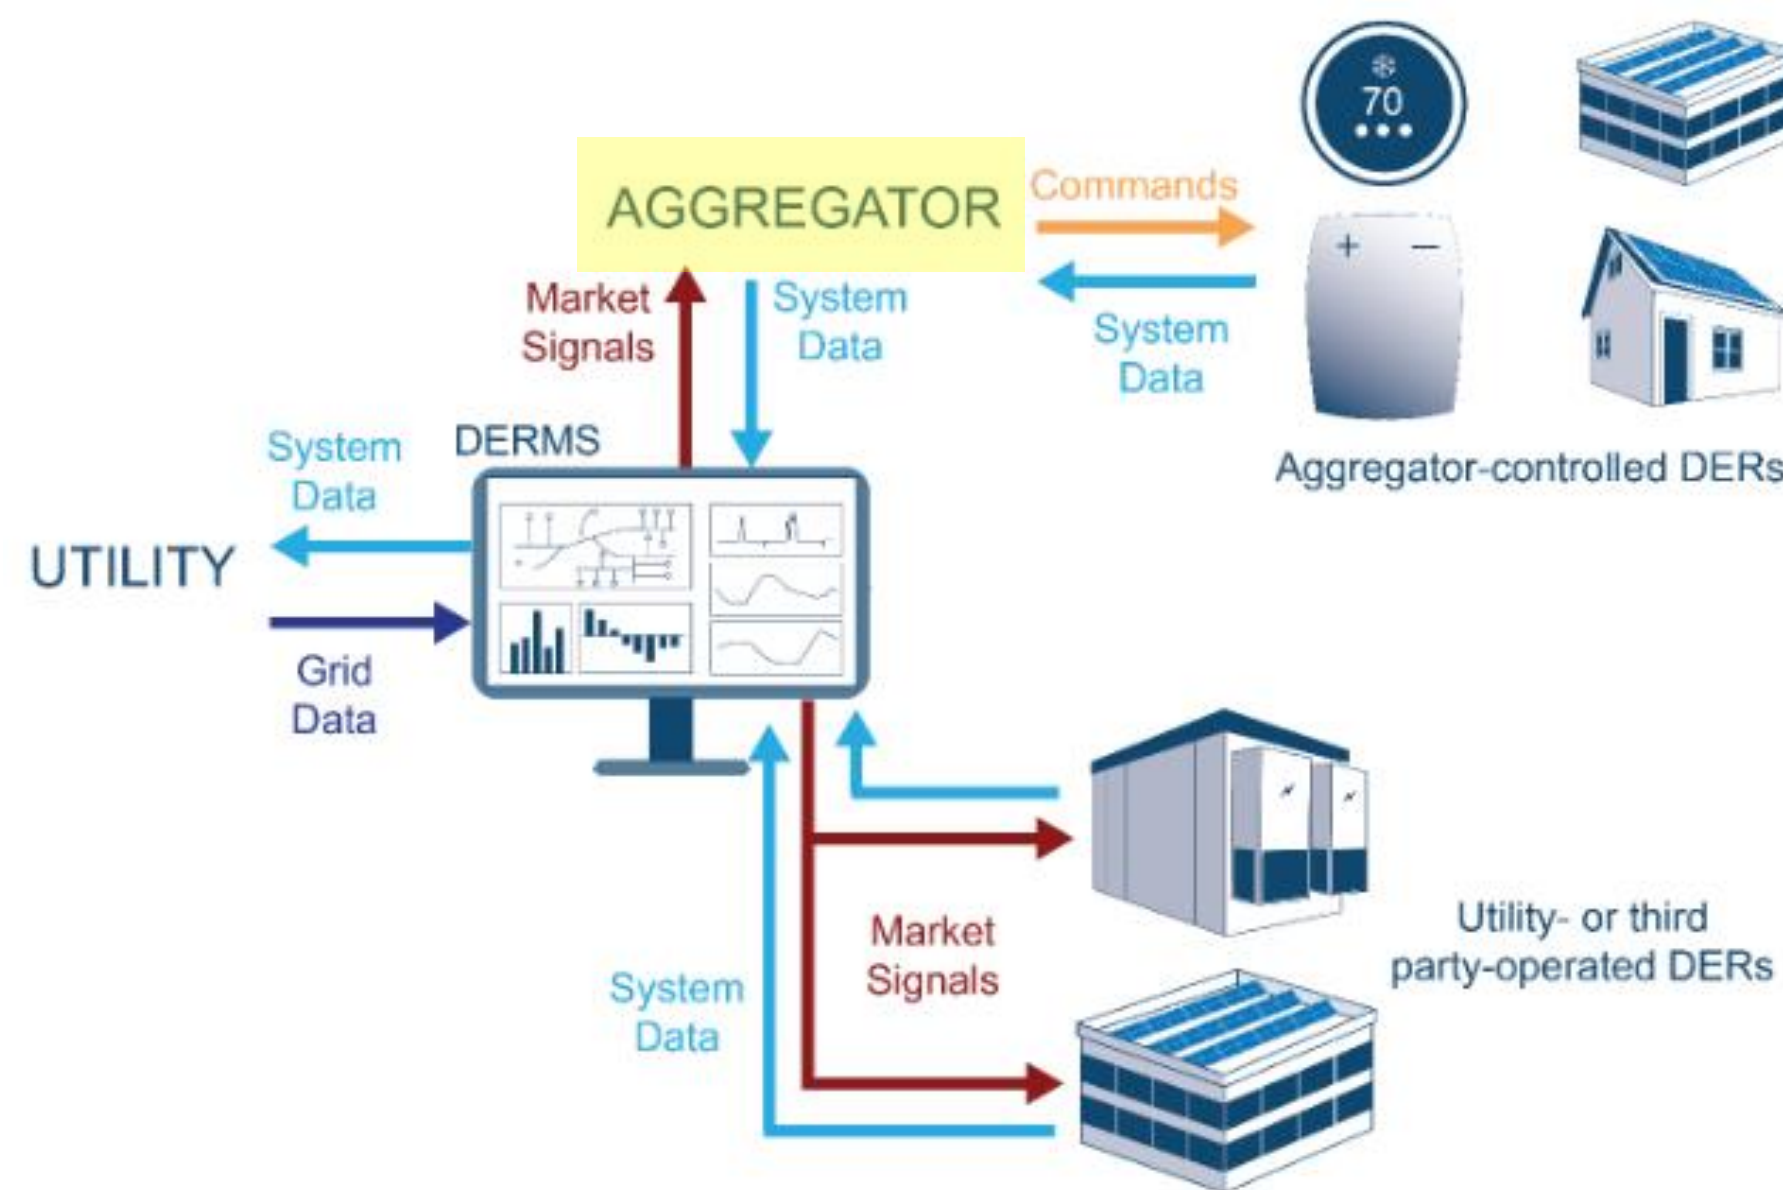 70
AGGREGATOR
Commands
+ −
Market
Signals
System
Data
System
Data
Aggregator-controlled DERs
System
Data
DERMS
UTILITY
Grid
Data
Market
Signals
System
Data
Utility- or third
party-operated DERs